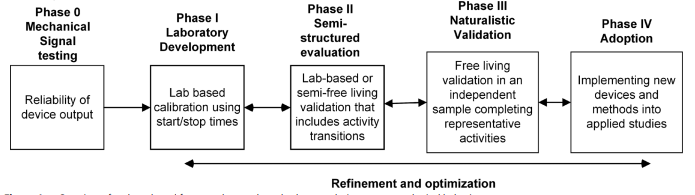 Phase 0
Mechanical
Signal
testing
Reliability of
device output
Phase I
Laboratory
Development
Lab based
calibration using
start/stop times
Phase II
Semi-
structured
evaluation
Lab-based or
semi-free living
validation that
includes activity
transitions
Phase III
Naturalistic
Validation
Free living
validation in an
independent
sample completing
representative
activities
Phase IV
Adoption
Implementing new
devices and
methods into
applied studies
Refinement and optimization